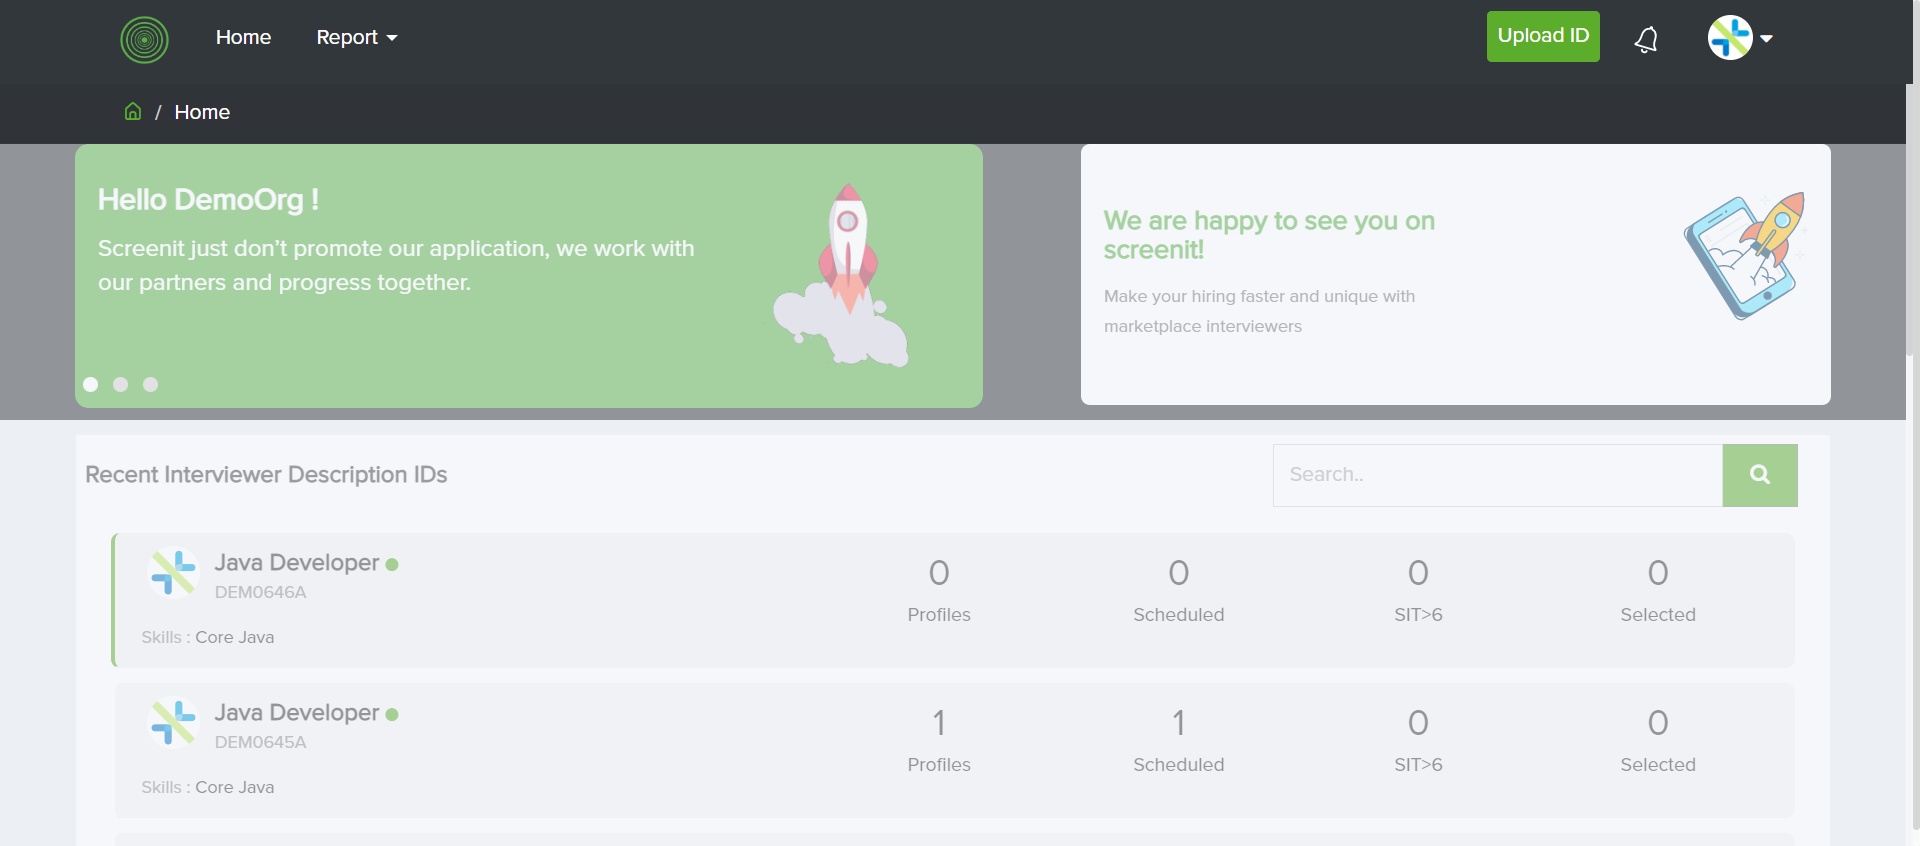 Home
Report
Upload ID
/ Home
Hello DemoOrg !
Screenit just don’t promote our application, we work with
our partners and progress together.
We are happy to see you on
screenit!
Make your hiring faster and unique with
marketplace interviewers
Recent Interviewer Description IDs
Search..
Java Developer
DEM0646A
Skills : Core Java
0
Profiles
0
Scheduled
0
SIT>6
0
Selected
Java Developer
DEM0645A
Skills : Core Java
1
Profiles
1
Scheduled
0
SIT>6
0
Selected